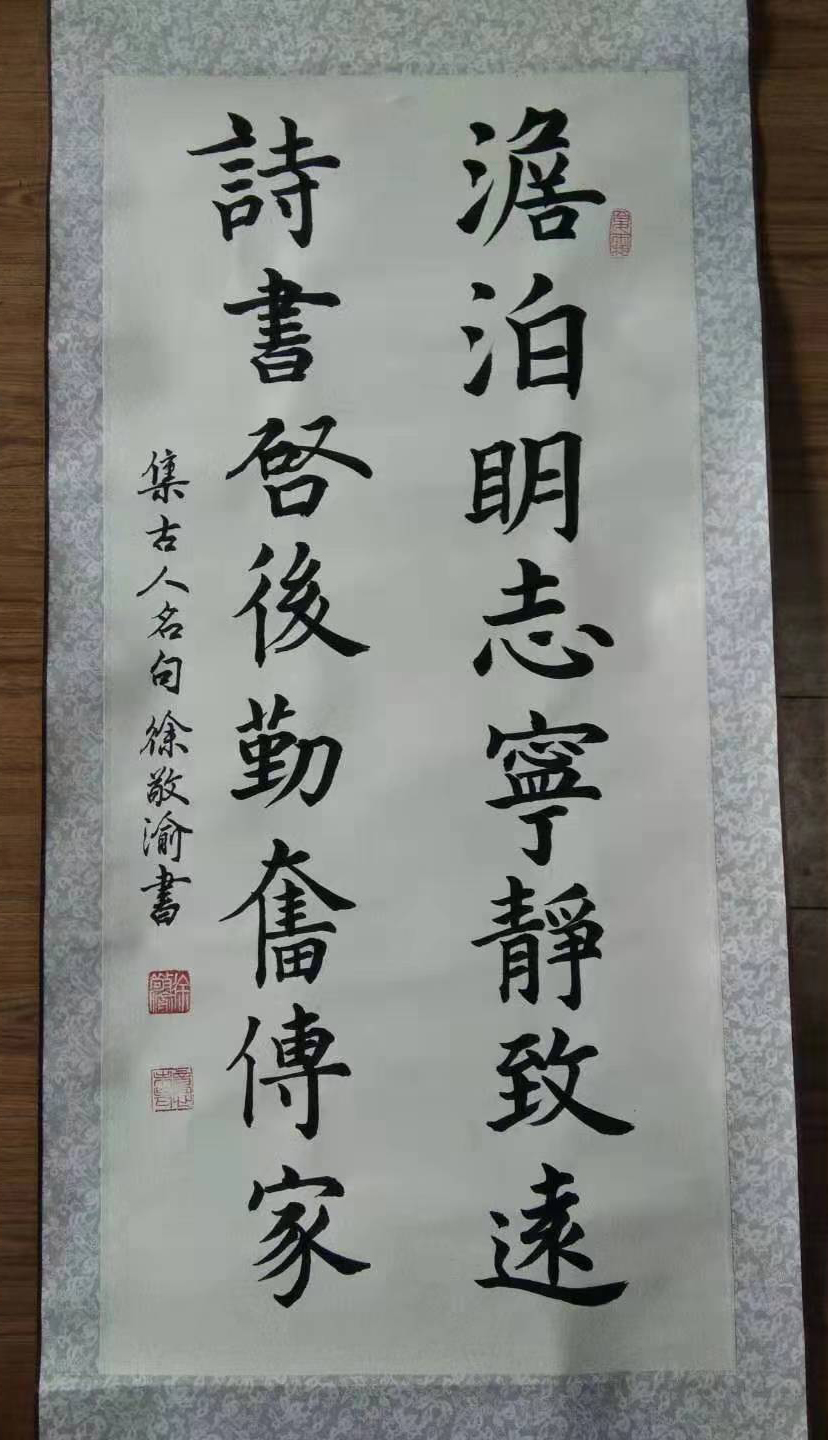 澹泊明志寧靜致遠
詩書啓後勤奮傳家
集古人名句徐敬渝書